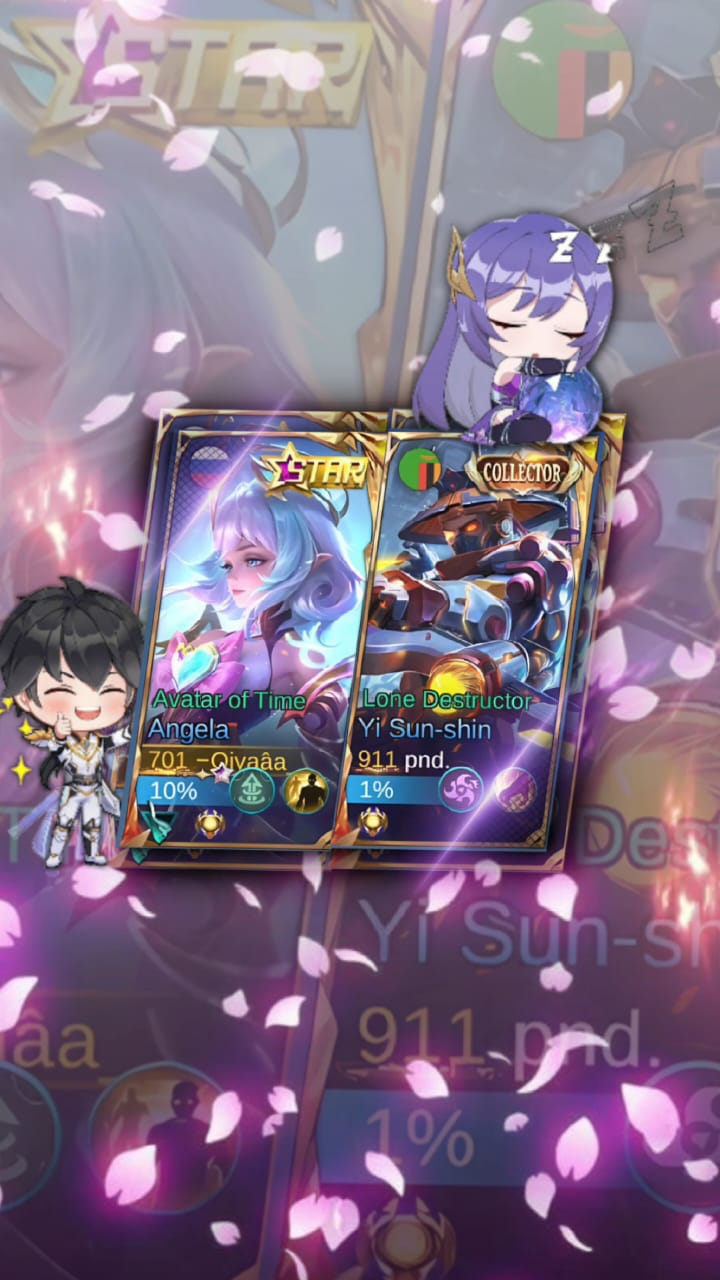 STAR
Z
Z
Z
STAR
COLLECTOR
Avatar of Time
Lone Destructor
Angela
Yi Sun-shin
701 –Qiyaâa
911 pnd.
10%
1%
Des
Yi Sun-sh
âa
911 pnd.
1%